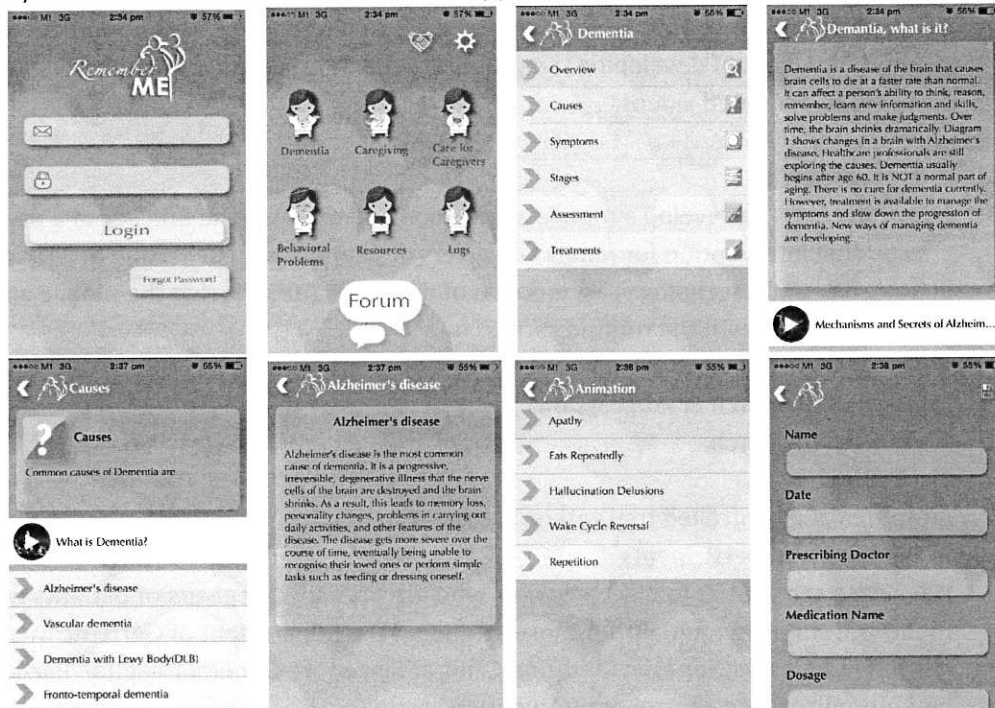 M1 3G 2:34 pm 57%
Remember
ME
Login
Forgot Password
M1 3G 2:34 pm 57%
Dementia
Caregiving
Care for
Caregivers
Behavioral
Problems
Resources
Logs
Forum
M1 3G 2:34 pm 56%
Dementia
Overview
Causes
Symptoms
Stages
Assessment
Treatments
M1 3G 2:34 pm 56%
Demantia, what is it?
Dementia is a disease of the brain that causes
brain cells to die at a faster rate than normal.
It can affect a person's ability to think, reason,
remember, learn new information and skills,
solve problems and make judgments. Over
time, the brain shrinks dramatically. Diagram
1 shows changes in a brain with Alzheimer's
disease. Healthcare professionals are still
exploring the causes. Dementia usually
begins after age 60. It is NOT a normal part of
aging. There is no cure for dementia currently.
However, treatment is available to manage the
symptoms and slow down the progression of
dementia. New ways of managing dementia
are developing.
Mechanisms and Secrets of Alzheim...
M1 3G 2:37 pm 55%
Causes
Causes
Common causes of Dementia are
What is Dementia?
Alzheimer's disease
Vascular dementia
Dementia with Lewy Body(DLB)
Fronto-temporal dementia
M1 3G 2:37 pm 55%
Alzheimer's disease
Alzheimer's disease
Alzheimer's disease is the most common
cause of dementia. It is a progressive,
irreversible, degenerative illness that the nerve
cells of the brain are destroyed and the brain
shrinks. As a result, this leads to memory loss,
personality changes, problems in carrying out
daily activities, and other features of the
disease. The disease gets more severe over the
course of time, eventually being unable to
recognise their loved ones or perform simple
tasks such as feeding or dressing oneself.
M1 3G 2:38 pm 55%
Animation
Apathy
Eats Repeatedly
Hallucination Delusions
Wake Cycle Reversal
Repetition
M1 3G 2:38 pm 55%
Name
Date
Prescribing Doctor
Medication Name
Dosage